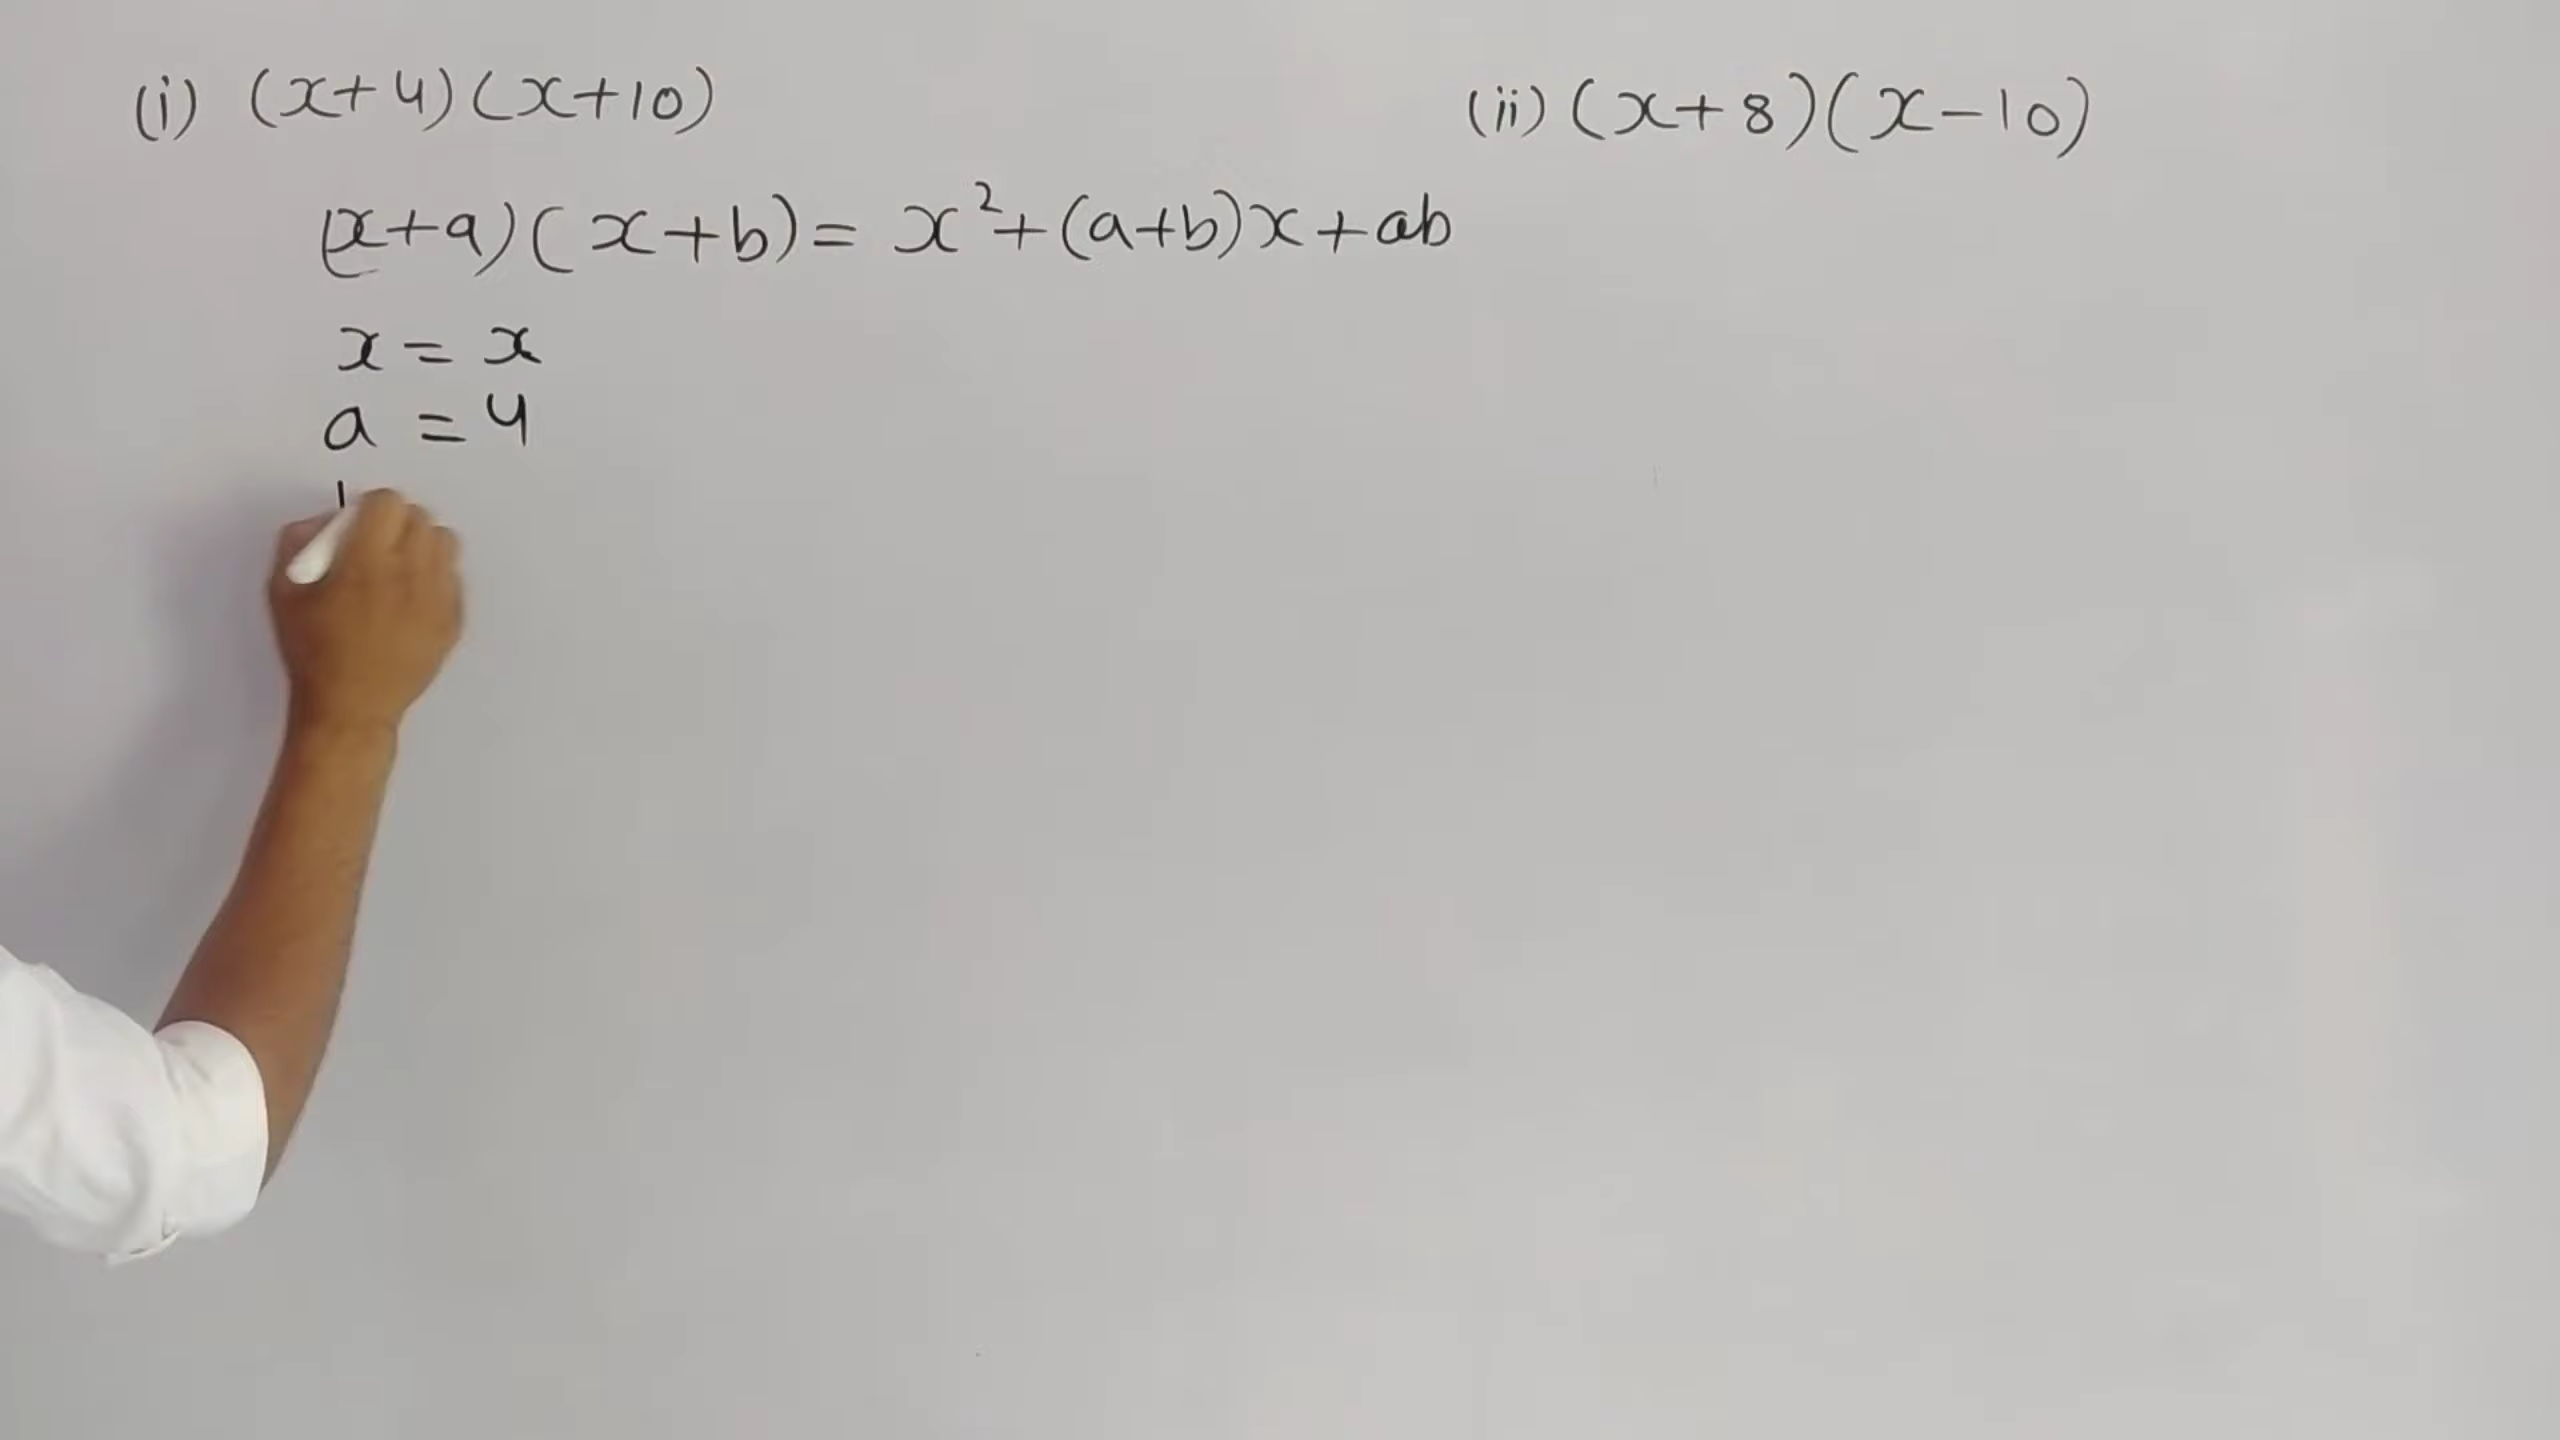 (i) (x+4)(x+10)
(ii) (x+8)(x-10)
(x+a)(x+b)= x²+(a+b)x+ab
x = x
a = 4